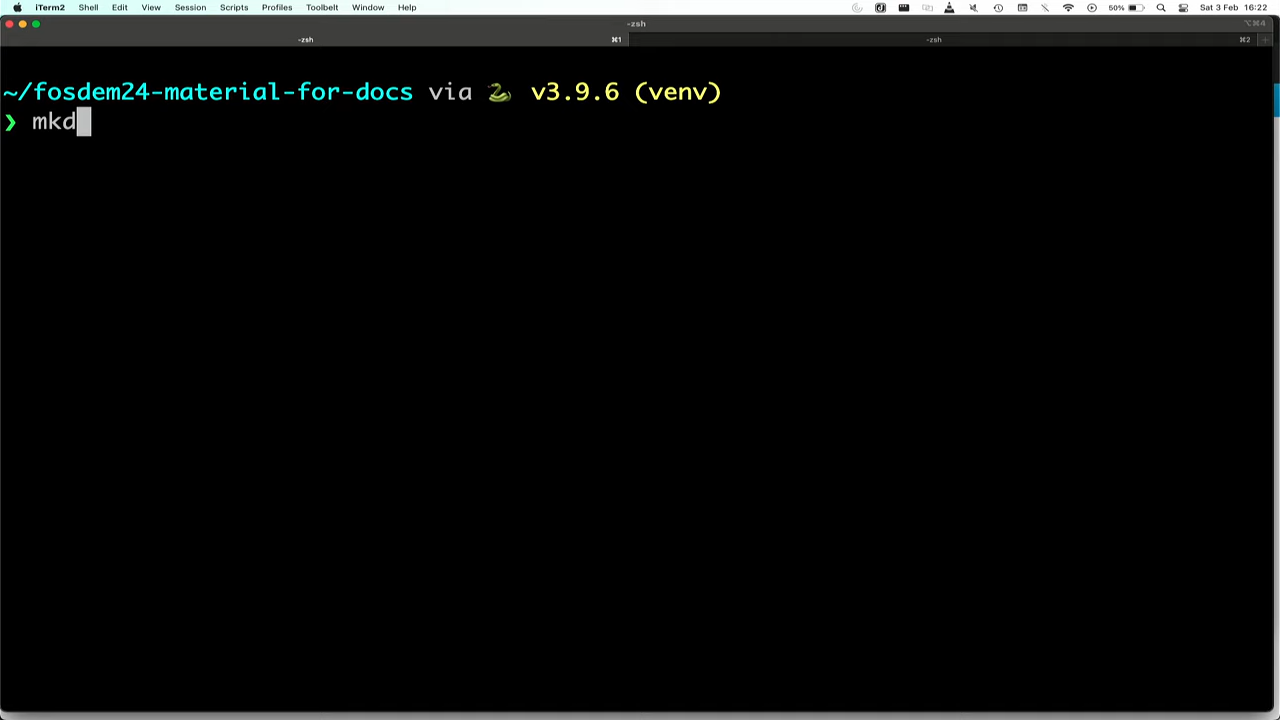 iTerm2 Shell Edit View Session Scripts Profiles Toolbelt Window Help 50% Sat 3 Feb 16:22
-zsh ⌥⌘4
-zsh ⌘1 -zsh ⌘2
~/fosdem24-material-for-docs via 🐍 v3.9.6 (venv)
❯ mkd